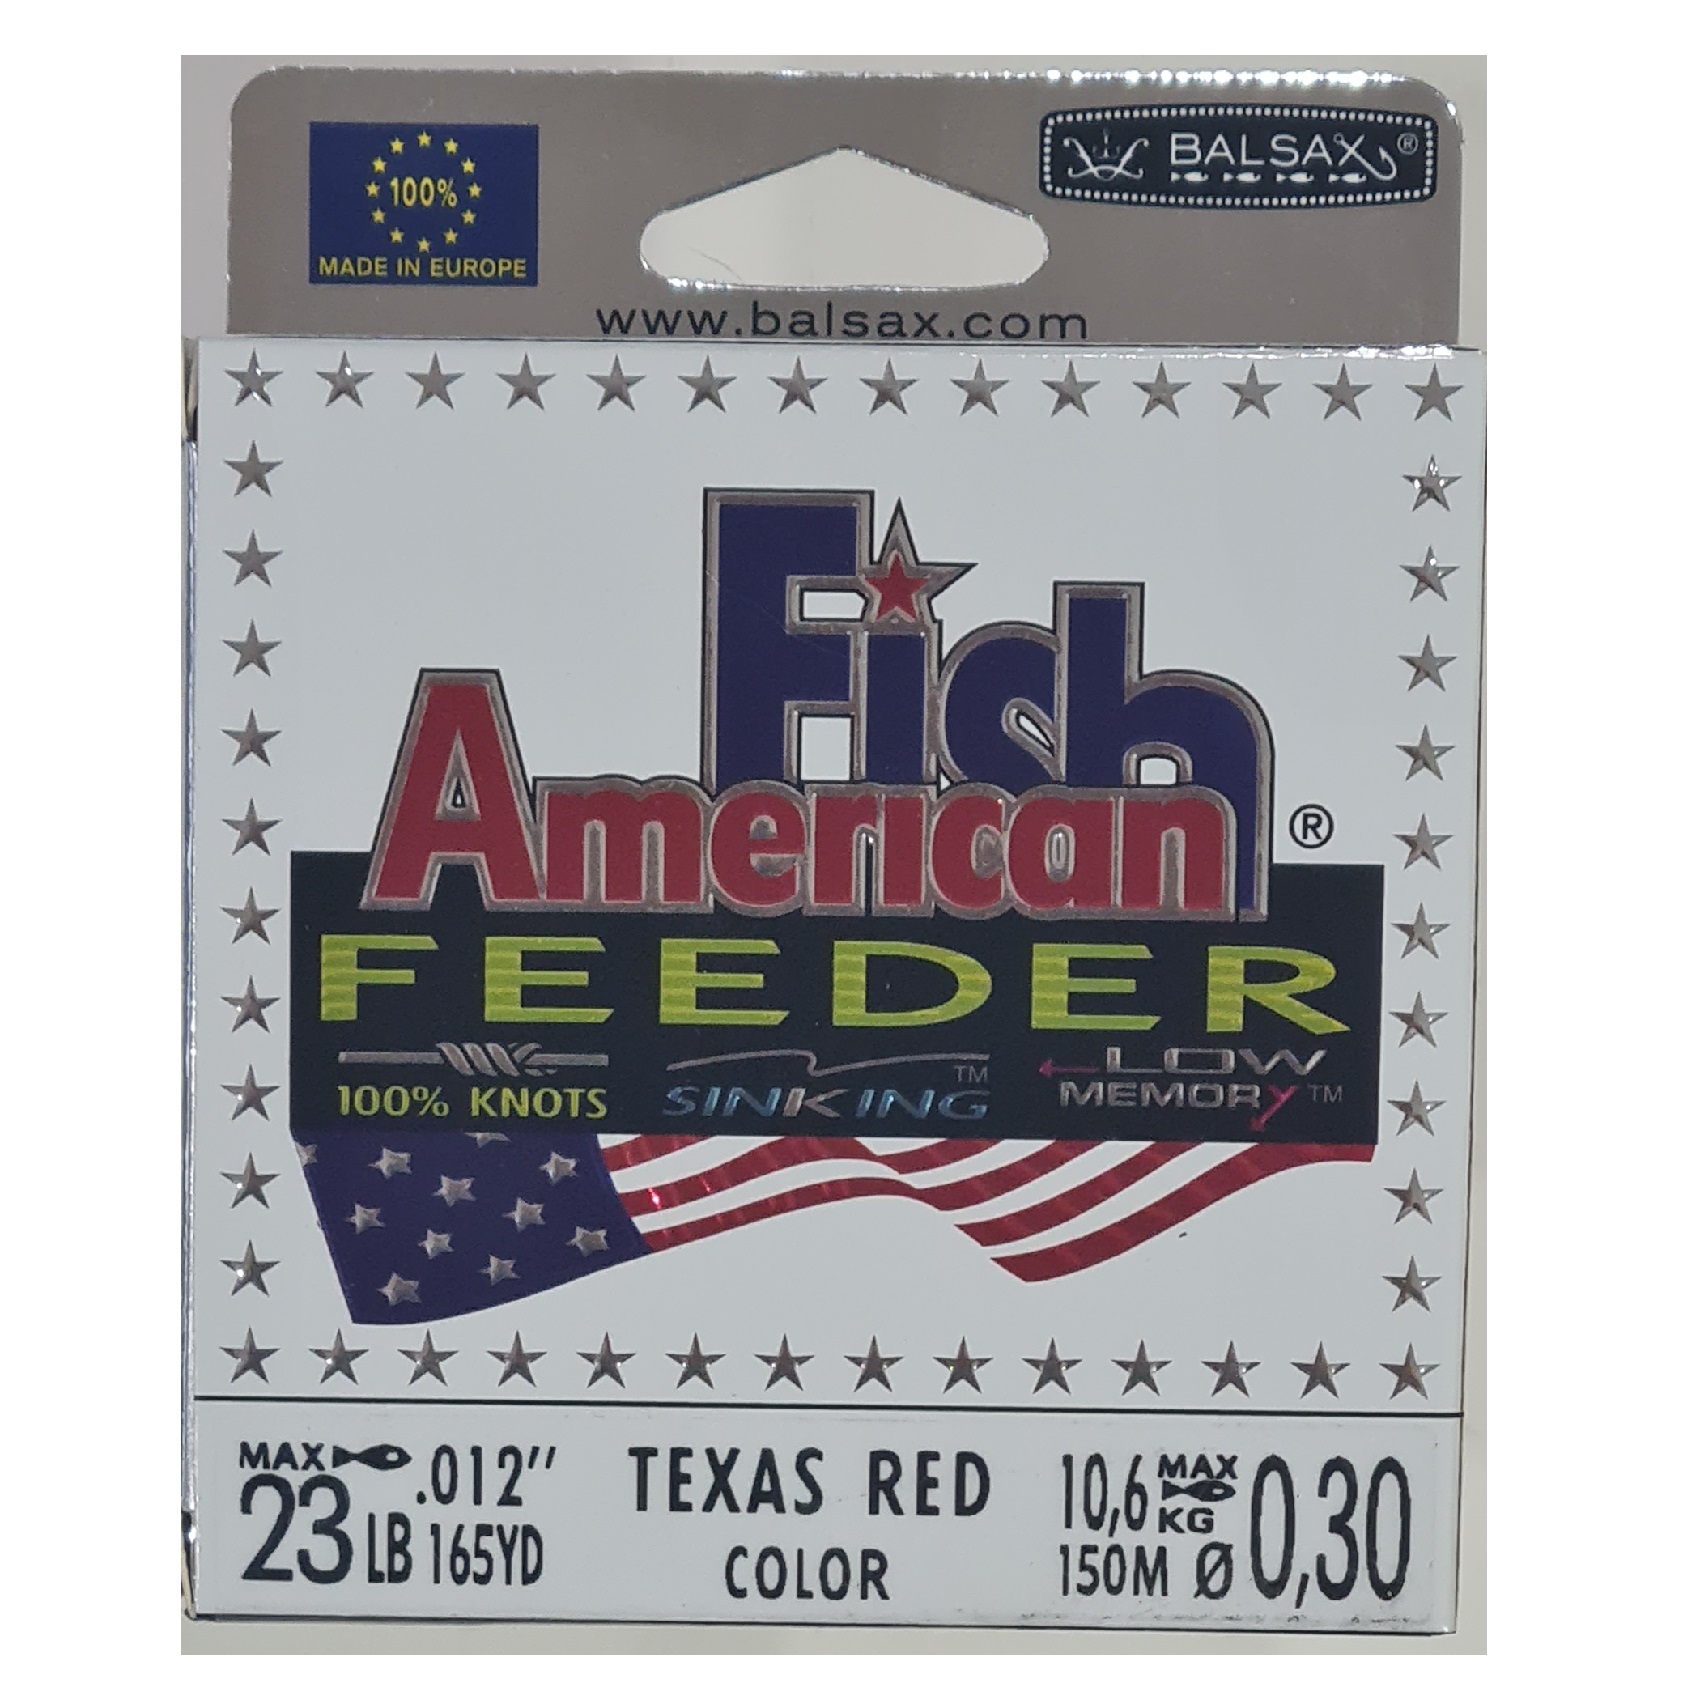 100%
MADE IN EUROPE
BALSAX®
www.balsax.com
Fish
American®
FEEDER
100% KNOTS
SINKING™
LOW
MEMORY™
MAX .012"
23 LB 165YD
TEXAS RED
COLOR
10,6 MAX KG
150M Ø 0,30